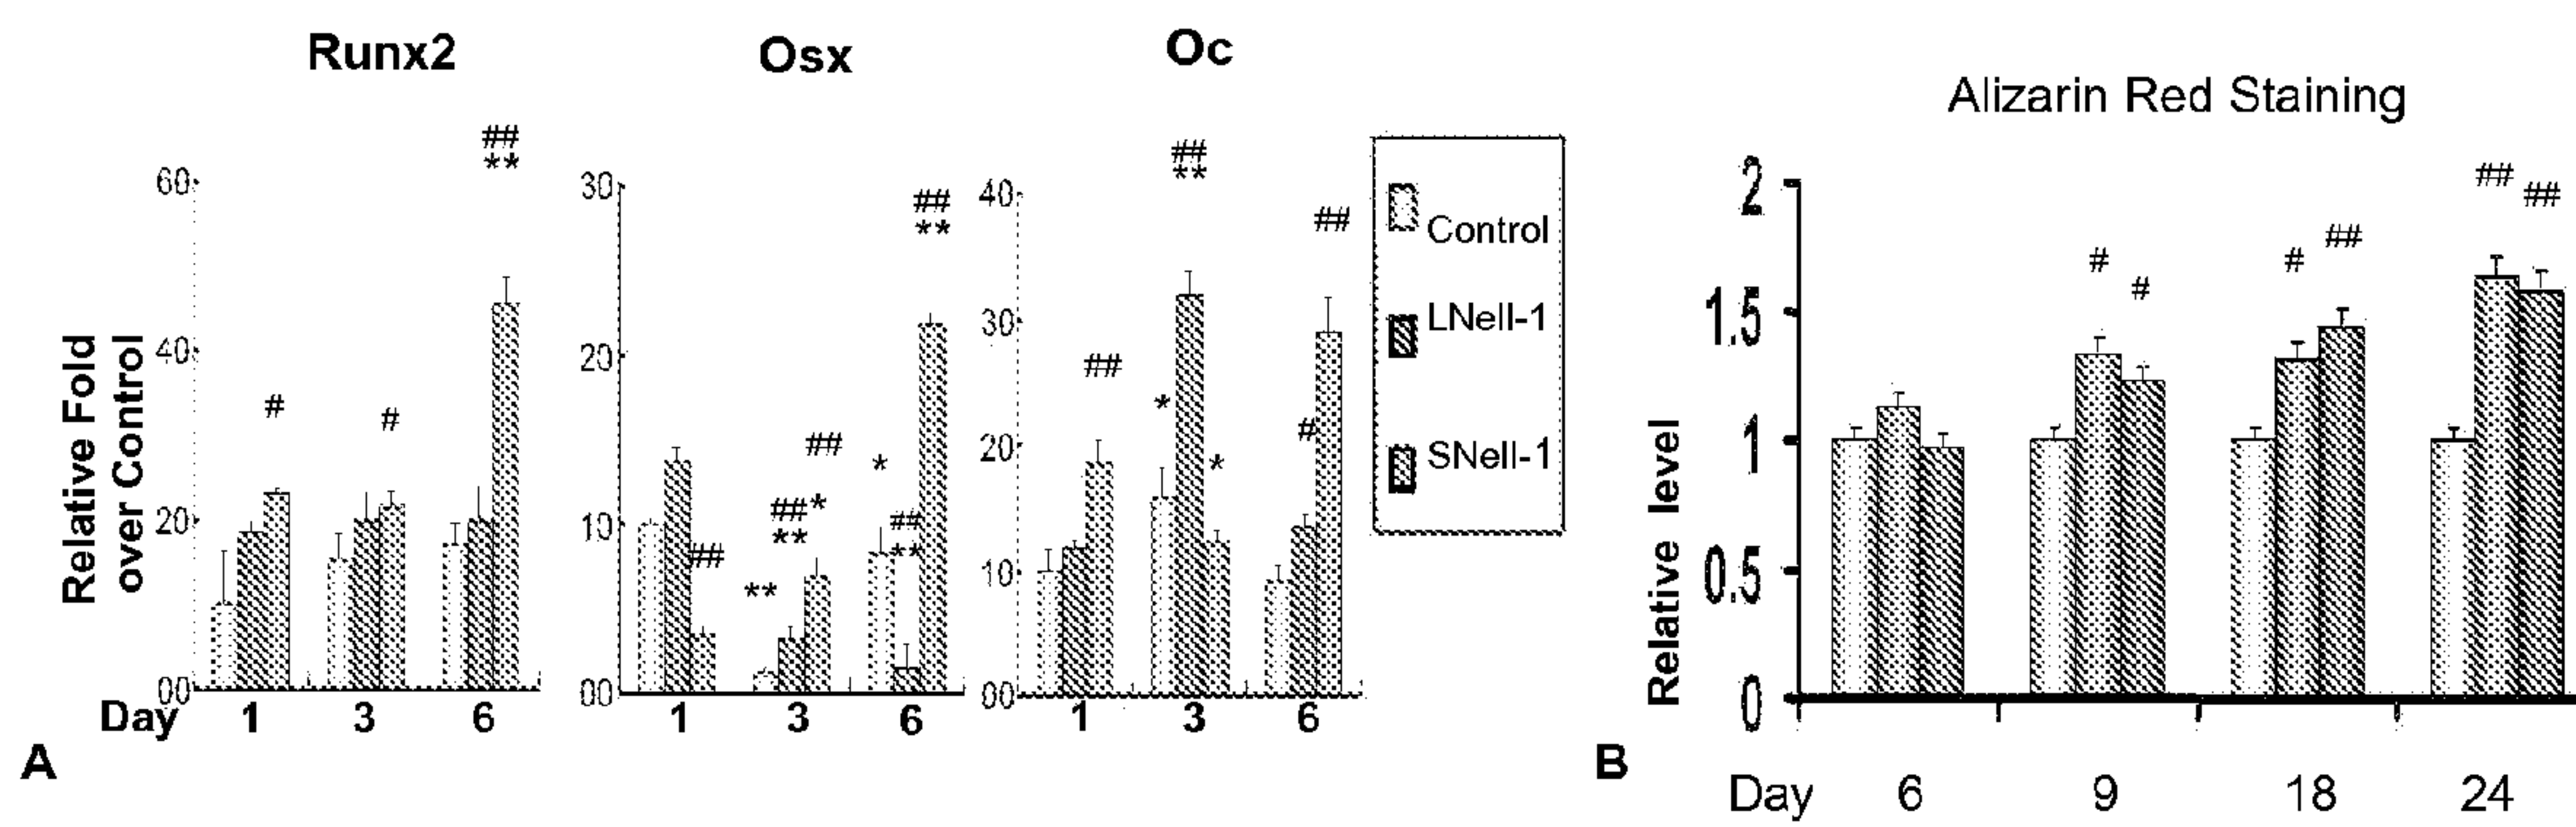 Runx2
Osx
Oc
Alizarin Red Staining
Relative Fold
over Control
60
40
20
00
#
#
##
**
30
20
10
00
##
**
##
**
*
##
*
##
**
##
**
40
30
20
10
00
##
*
##
**
*
#
##
Control
LNell-1
SNell-1
Relative level
2
1.5
1
0.5
0
#
#
#
##
##
##
Day 1 3 6
1 3 6
1 3 6
A
B
Day 6 9 18 24